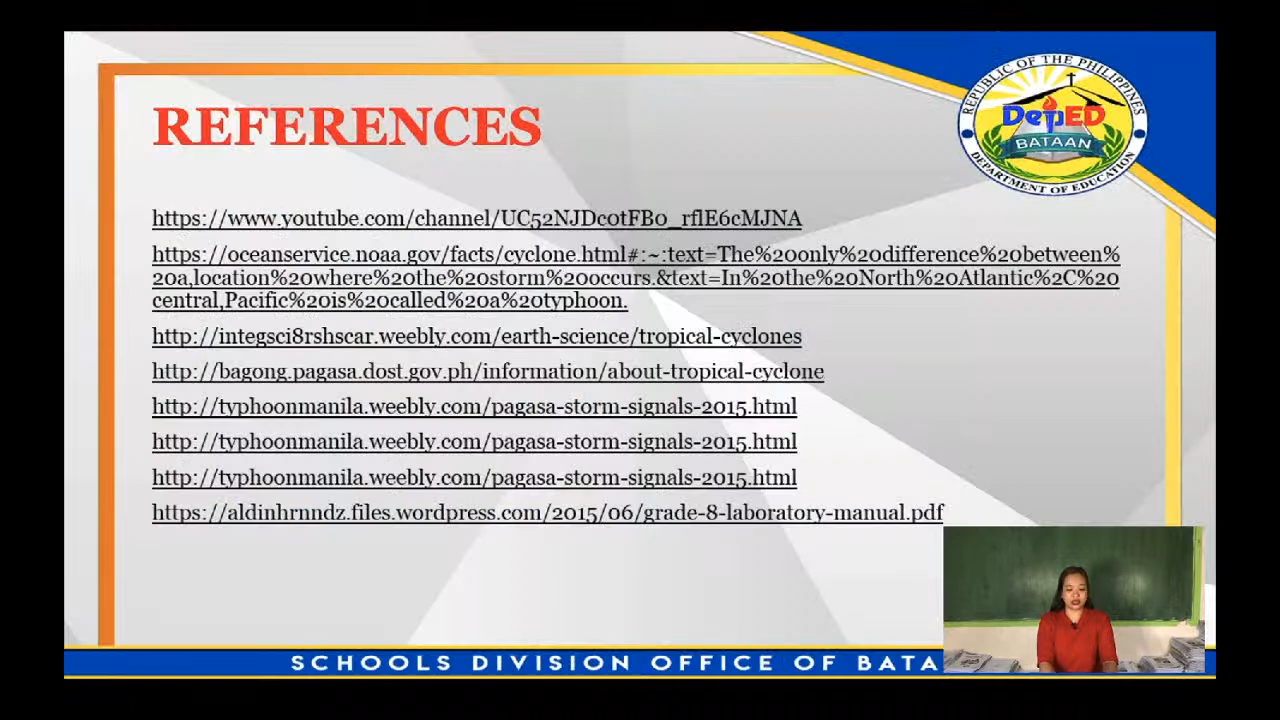 REPUBLIC OF THE PHILIPPINES
DepED
BATAAN
DEPARTMENT OF EDUCATION
REFERENCES
https://www.youtube.com/channel/UC52NJDc0tFB0_rflE6cMJNA
https://oceanservice.noaa.gov/facts/cyclone.html#:~:text=The%20only%20difference%20between%
20a,location%20where%20the%20storm%20occurs.&text=In%20the%20North%20Atlantic%2C%20
central,Pacific%20is%20called%20a%20typhoon.
http://integsci8rshscar.weebly.com/earth-science/tropical-cyclones
http://bagong.pagasa.dost.gov.ph/information/about-tropical-cyclone
http://typhoonmanila.weebly.com/pagasa-storm-signals-2015.html
http://typhoonmanila.weebly.com/pagasa-storm-signals-2015.html
http://typhoonmanila.weebly.com/pagasa-storm-signals-2015.html
https://aldinhrnndz.files.wordpress.com/2015/06/grade-8-laboratory-manual.pdf
SCHOOLS DIVISION OFFICE OF BATA